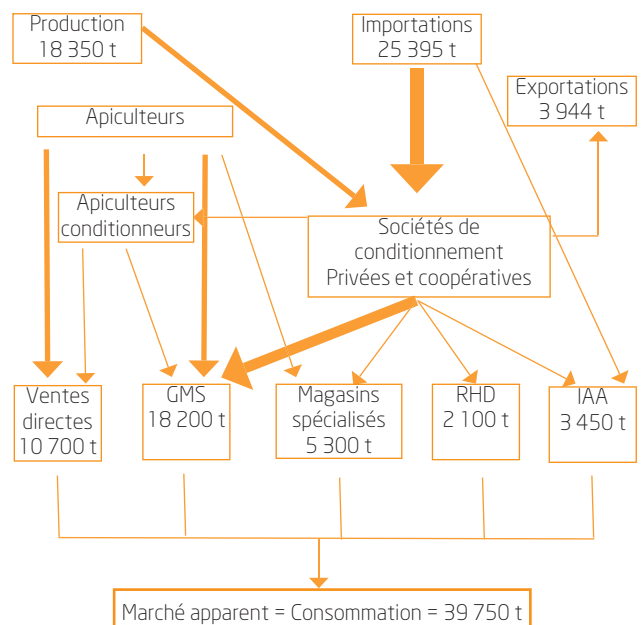 Production
18 350 t
Importations
25 395 t
Exportations
3 944 t
Apiculteurs
Apiculteurs
conditionneurs
Sociétés de
conditionnement
Privées et coopératives
Ventes
directes
10 700 t
GMS
18 200 t
Magasins
spécialisés
5 300 t
RHD
2 100 t
IAA
3 450 t
Marché apparent = Consommation = 39 750 t